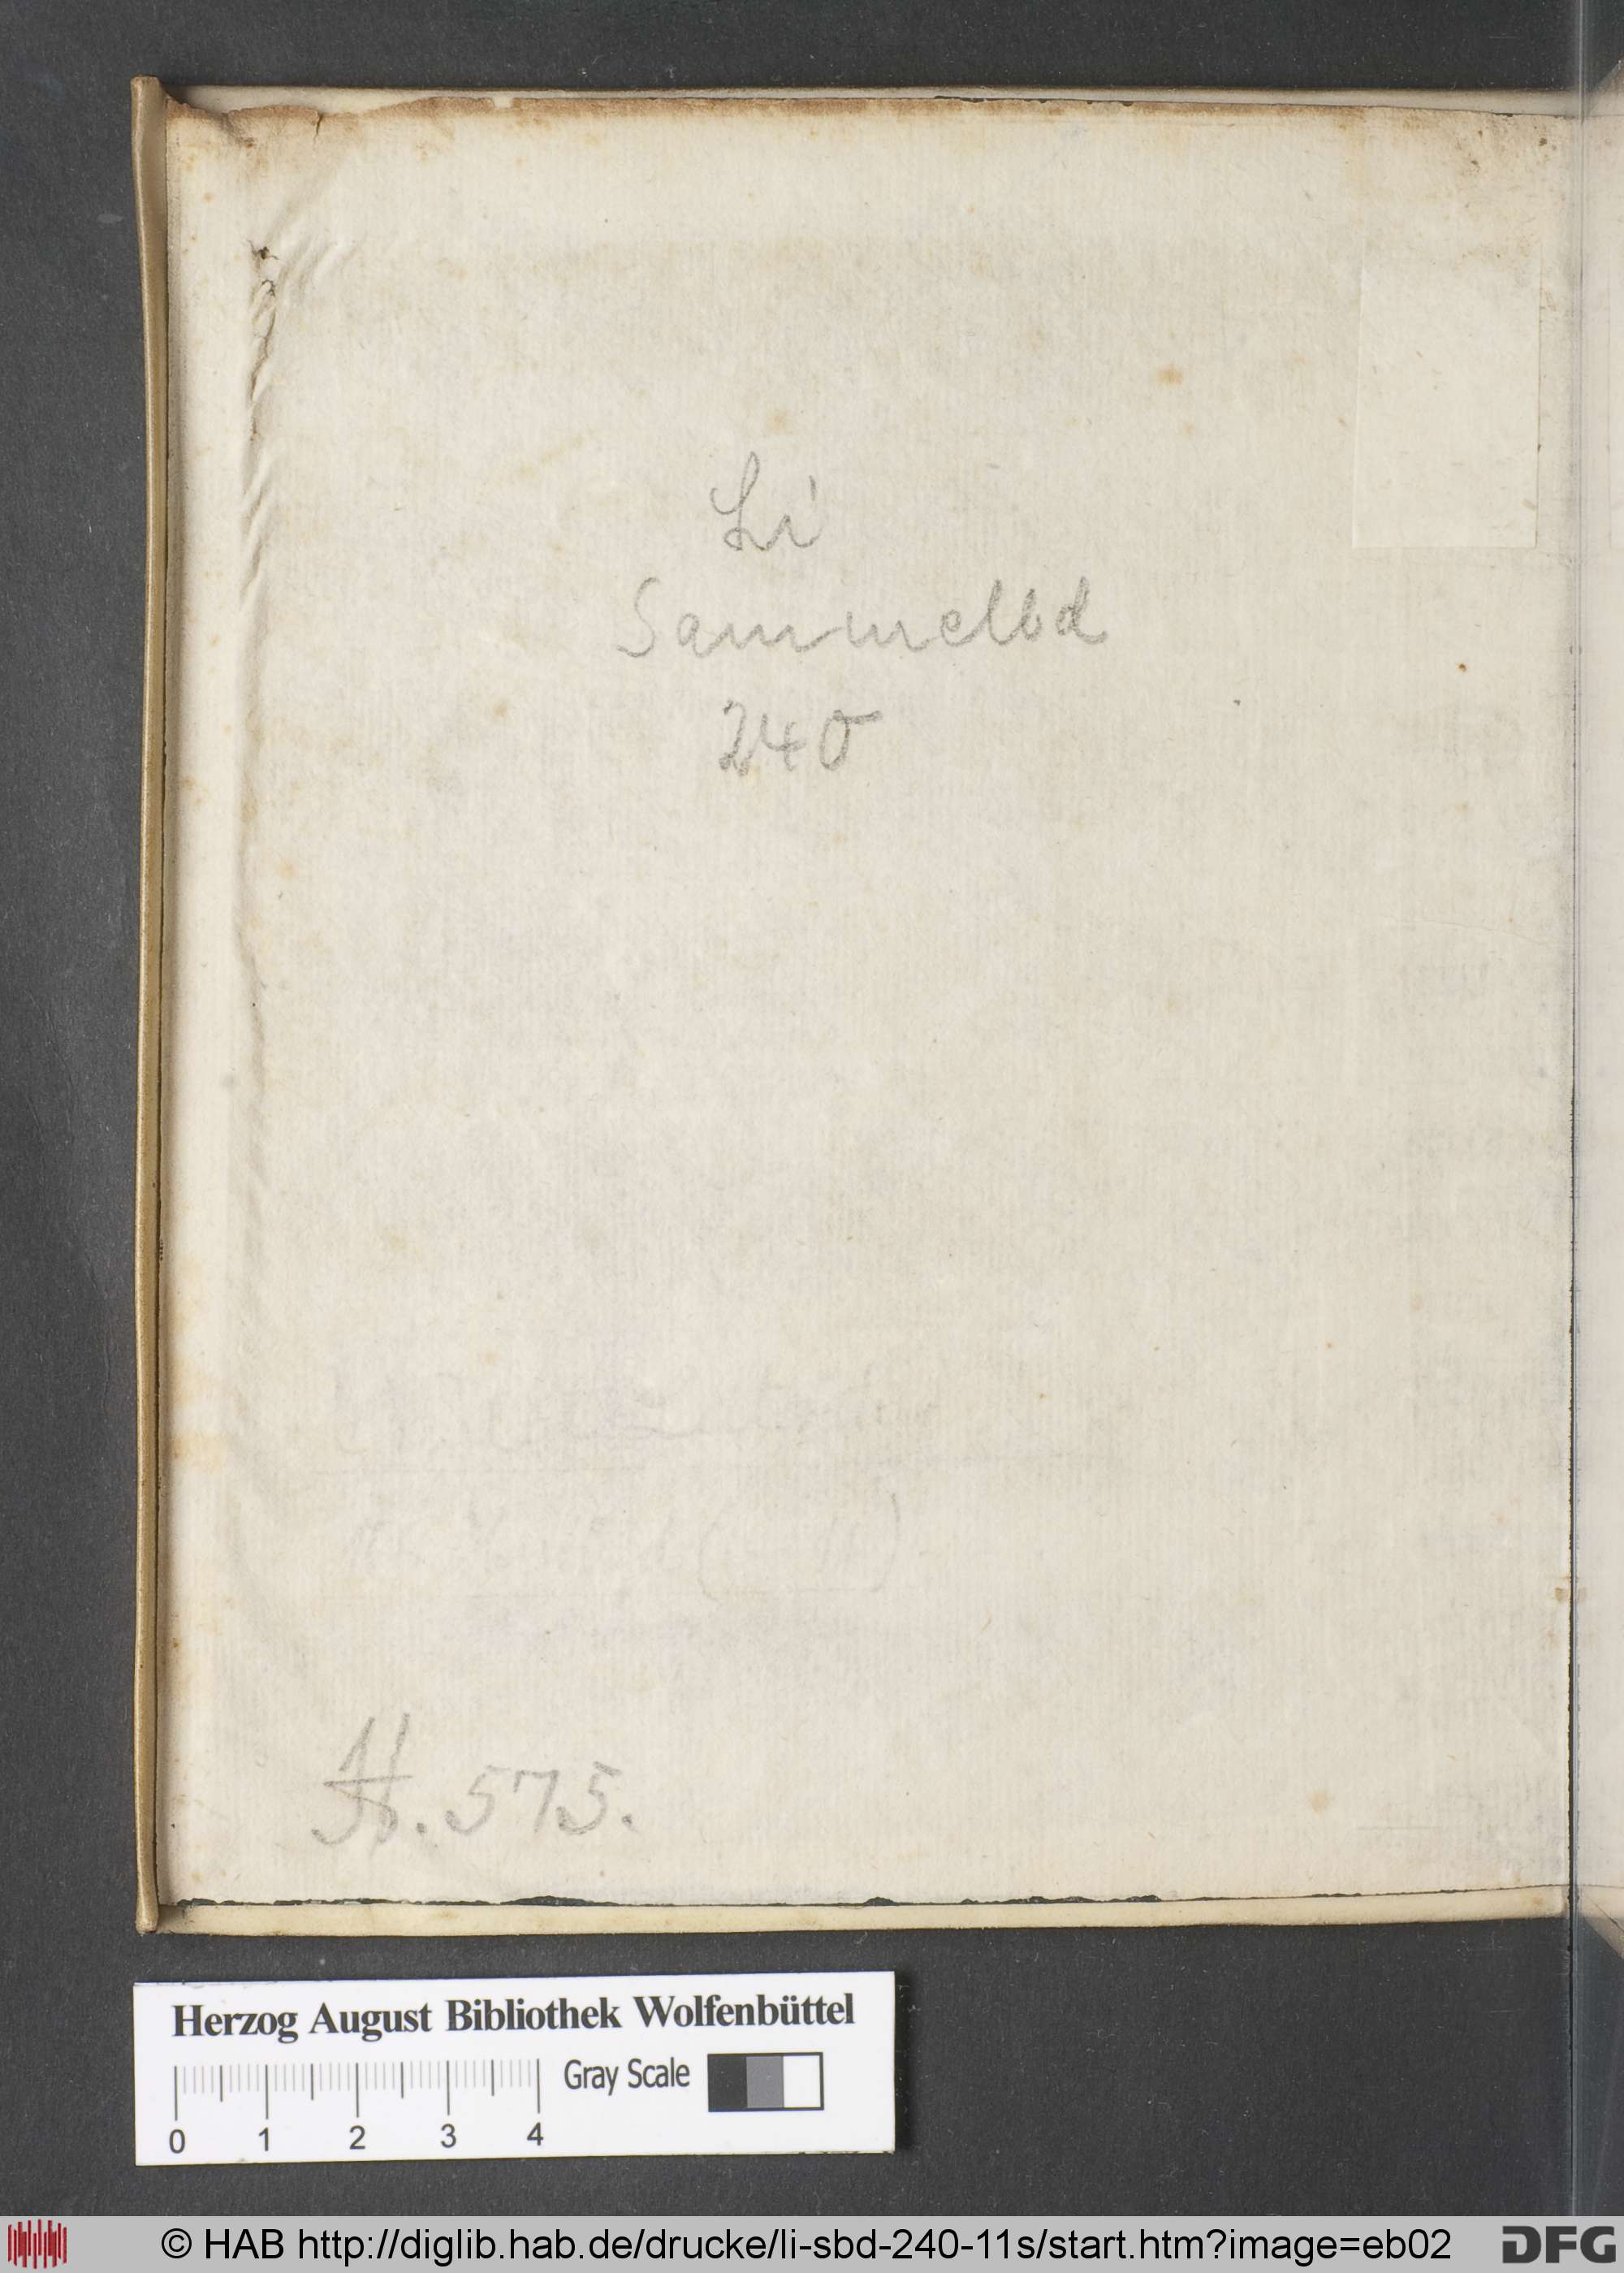 Li
Sammelbd
240
H. 575.
Herzog August Bibliothek Wolfenbüttel
Gray Scale
0 1 2 3 4
© HAB http://diglib.hab.de/drucke/li-sbd-240-11s/start.htm?image=eb02
DFG